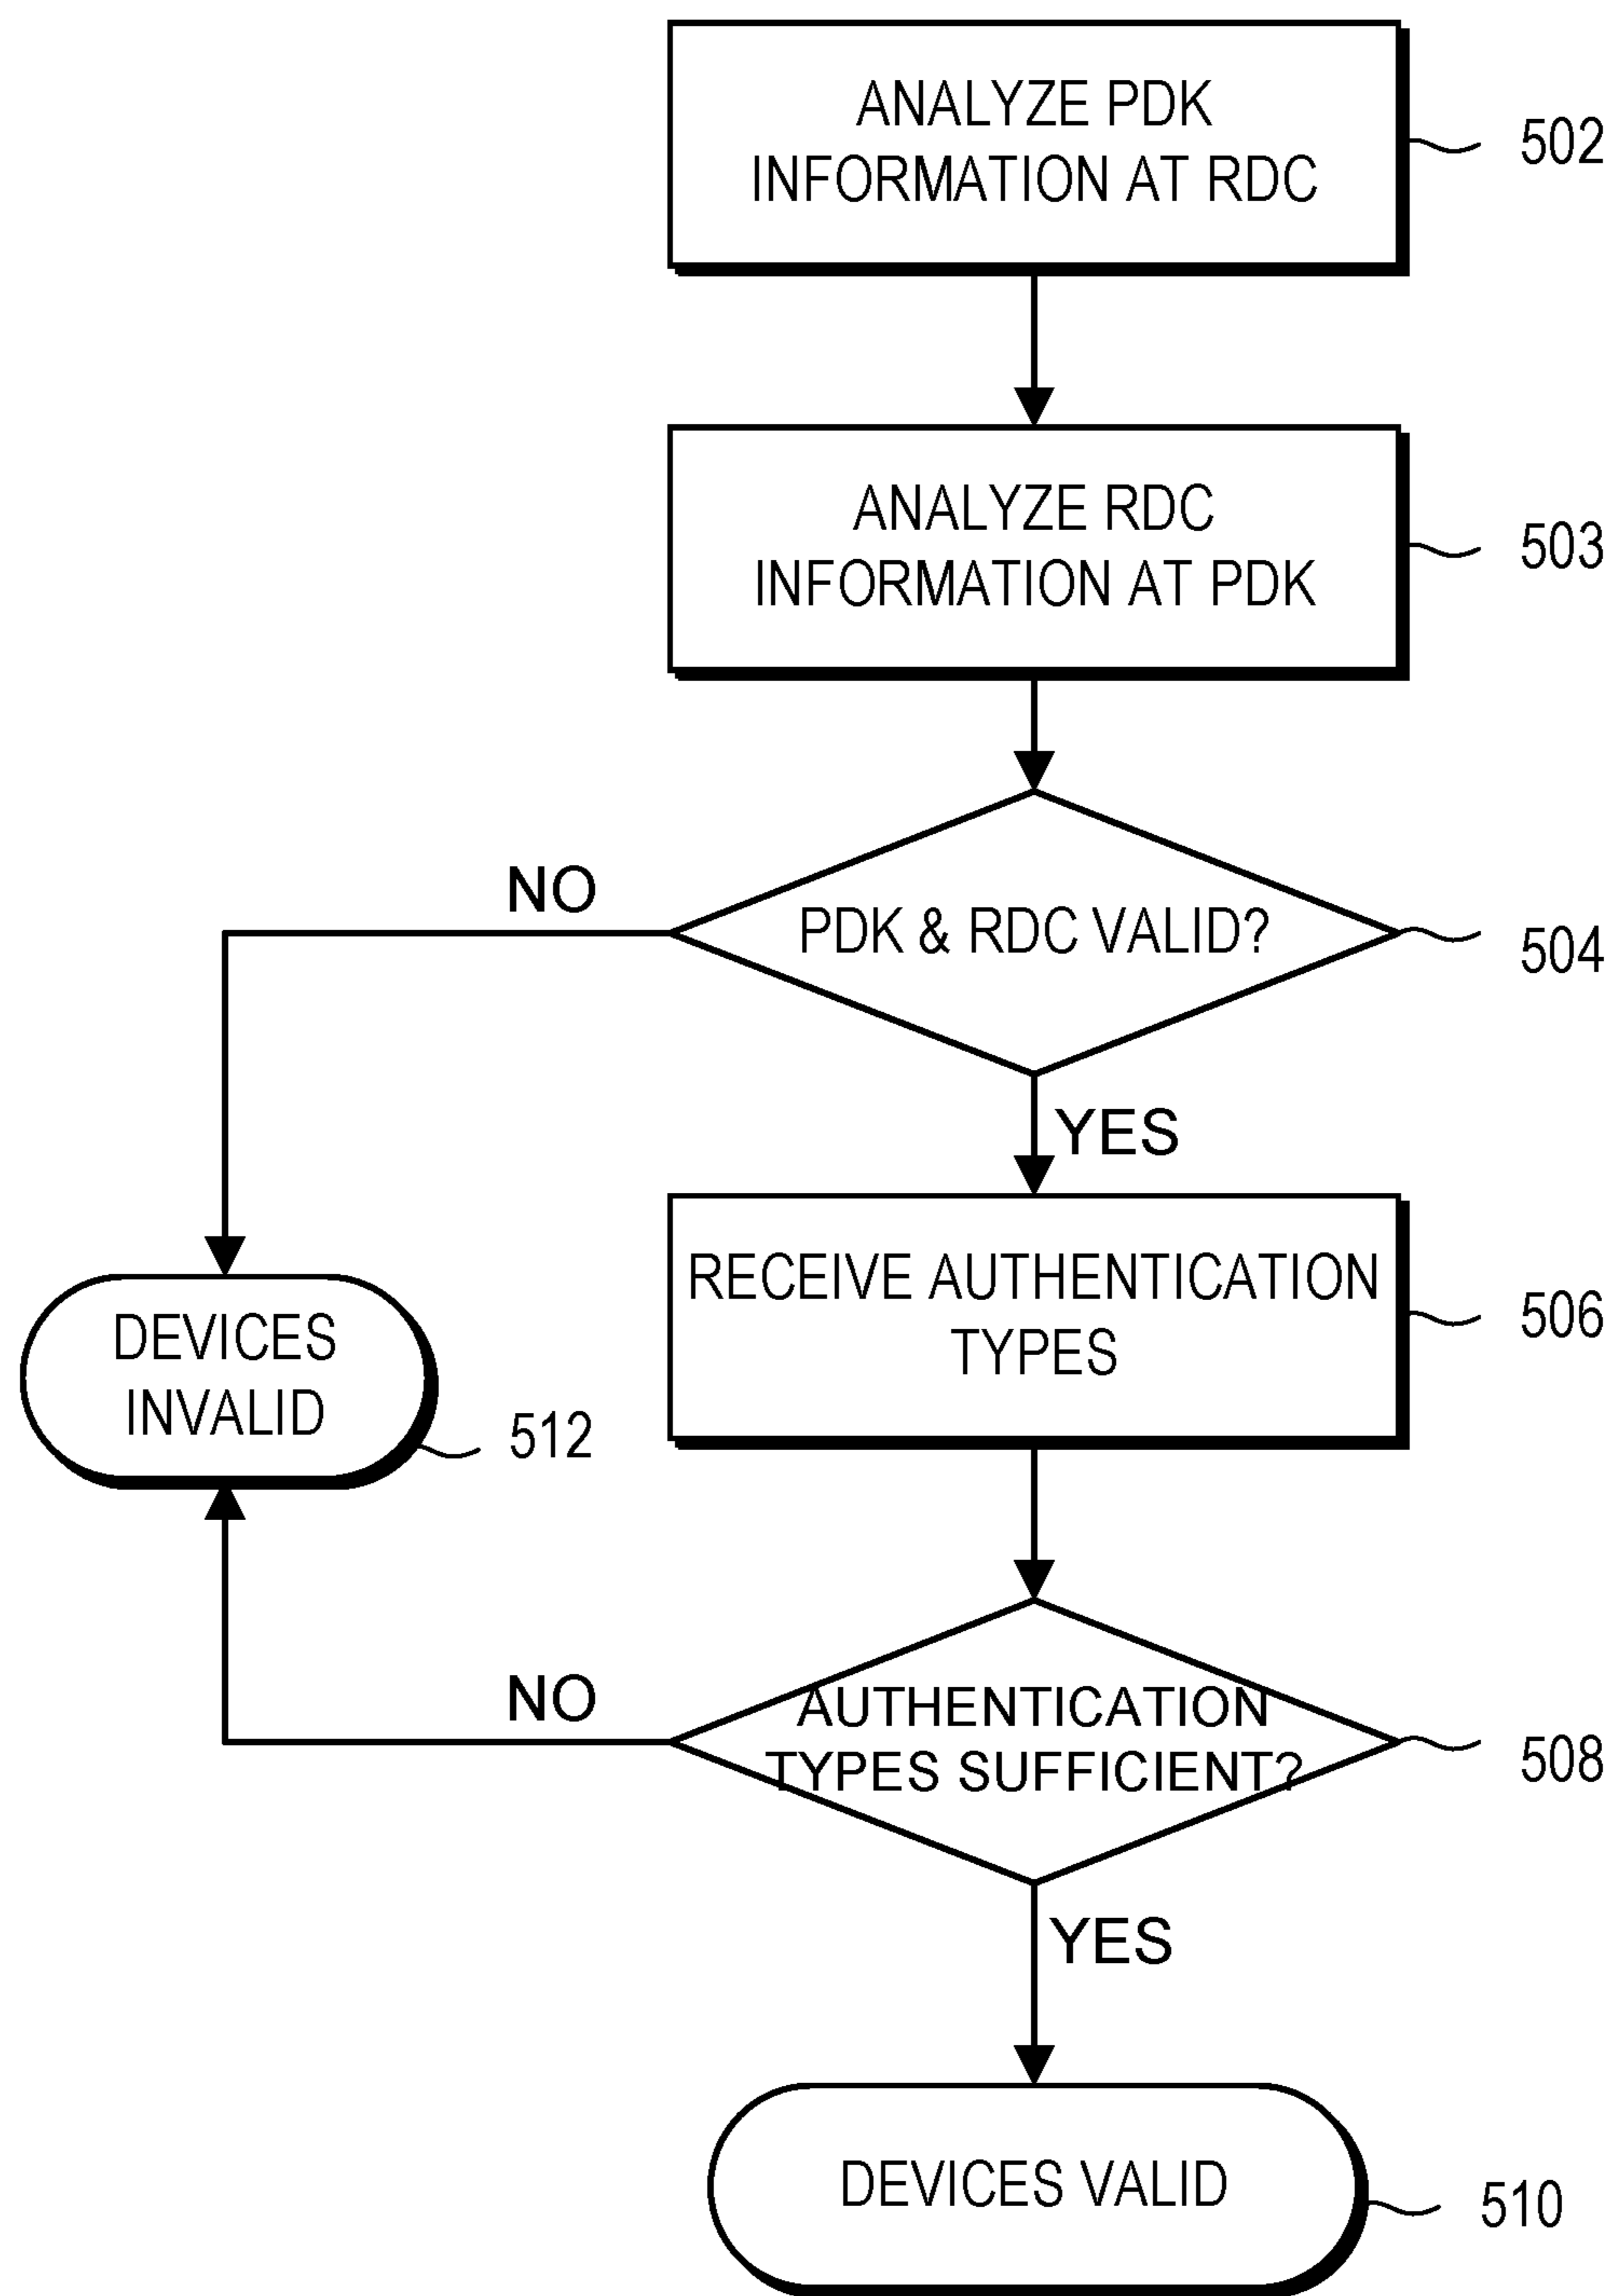 ANALYZE PDK
INFORMATION AT RDC
502
ANALYZE RDC
INFORMATION AT PDK
503
NO
PDK & RDC VALID?
504
YES
RECEIVE AUTHENTICATION
TYPES
506
DEVICES
INVALID
512
NO
AUTHENTICATION
TYPES SUFFICIENT?
508
YES
DEVICES VALID
510